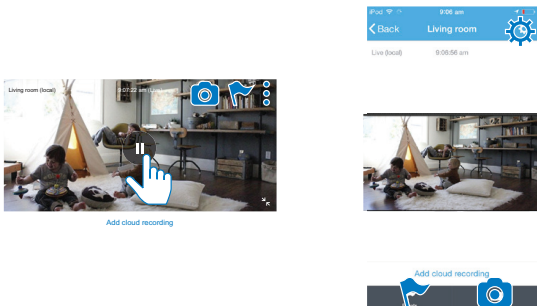 Living room (local)
9:07:22 am
Add cloud recording
iPod
9:06 am
Back
Living room
Live (local)
9:09:56 am
Add cloud recording